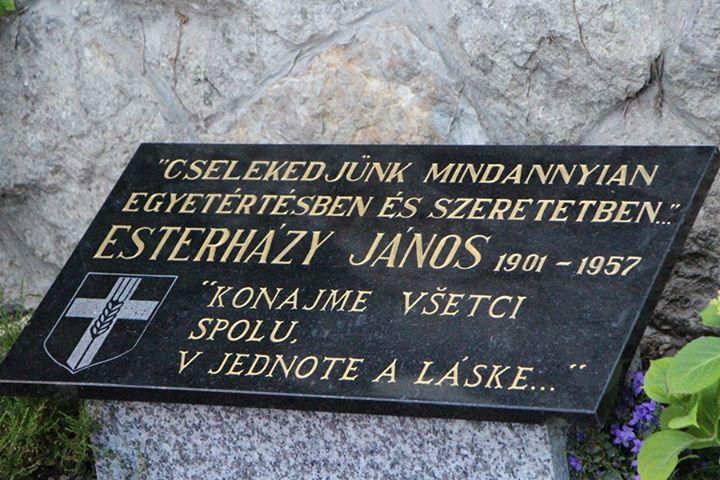 "CSELEKEDJÜNK MINDANNYIAN
EGYETÉRTÉSBEN ÉS SZERETETBEN..."
ESTERHÁZY JÁNOS 1901 - 1957
"KONAJME VŠETCI
SPOLU,
V JEDNOTE A LÁSKE..."